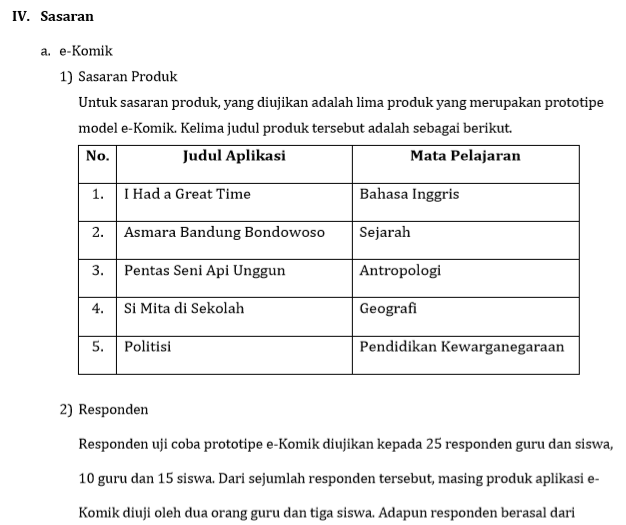 IV. Sasaran
a. e-Komik
1) Sasaran Produk
Untuk sasaran produk, yang diujikan adalah lima produk yang merupakan prototipe
model e-Komik. Kelima judul produk tersebut adalah sebagai berikut.
No. Judul Aplikasi Mata Pelajaran
1. I Had a Great Time Bahasa Inggris
2. Asmara Bandung Bondowoso Sejarah
3. Pentas Seni Api Unggun Antropologi
4. Si Mita di Sekolah Geografi
5. Politisi Pendidikan Kewarganegaraan
2) Responden
Responden uji coba prototipe e-Komik diujikan kepada 25 responden guru dan siswa,
10 guru dan 15 siswa. Dari sejumlah responden tersebut, masing produk aplikasi e-
Komik diuji oleh dua orang guru dan tiga siswa. Adapun responden berasal dari